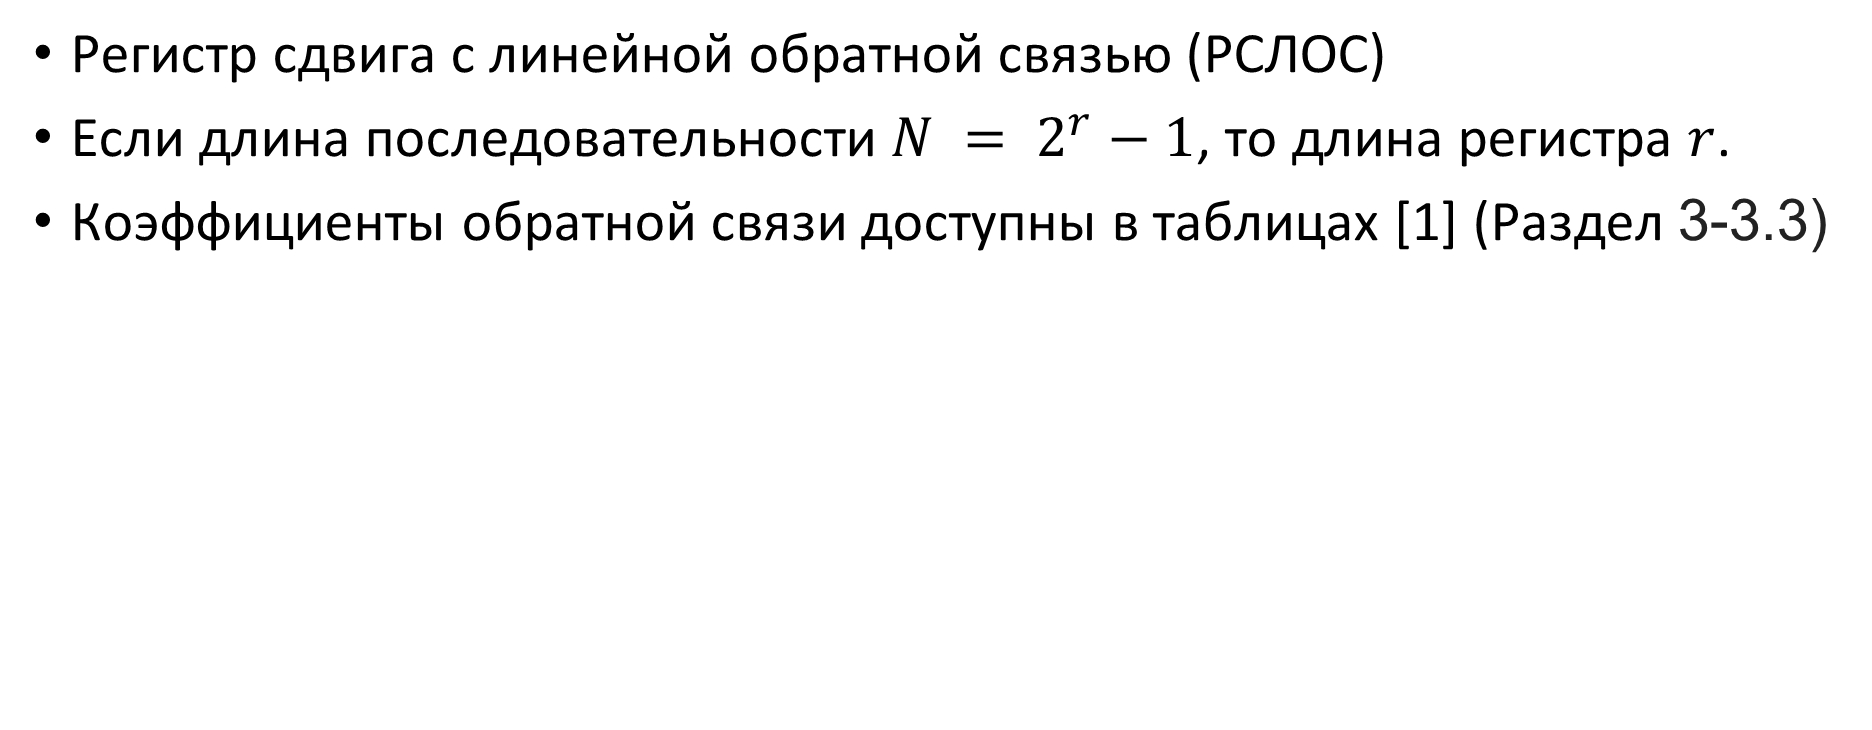 • Регистр сдвига с линейной обратной связью (РСЛОС)
• Если длина последовательности N = 2^r − 1, то длина регистра r.
• Коэффициенты обратной связи доступны в таблицах [1] (Раздел 3-3.3)